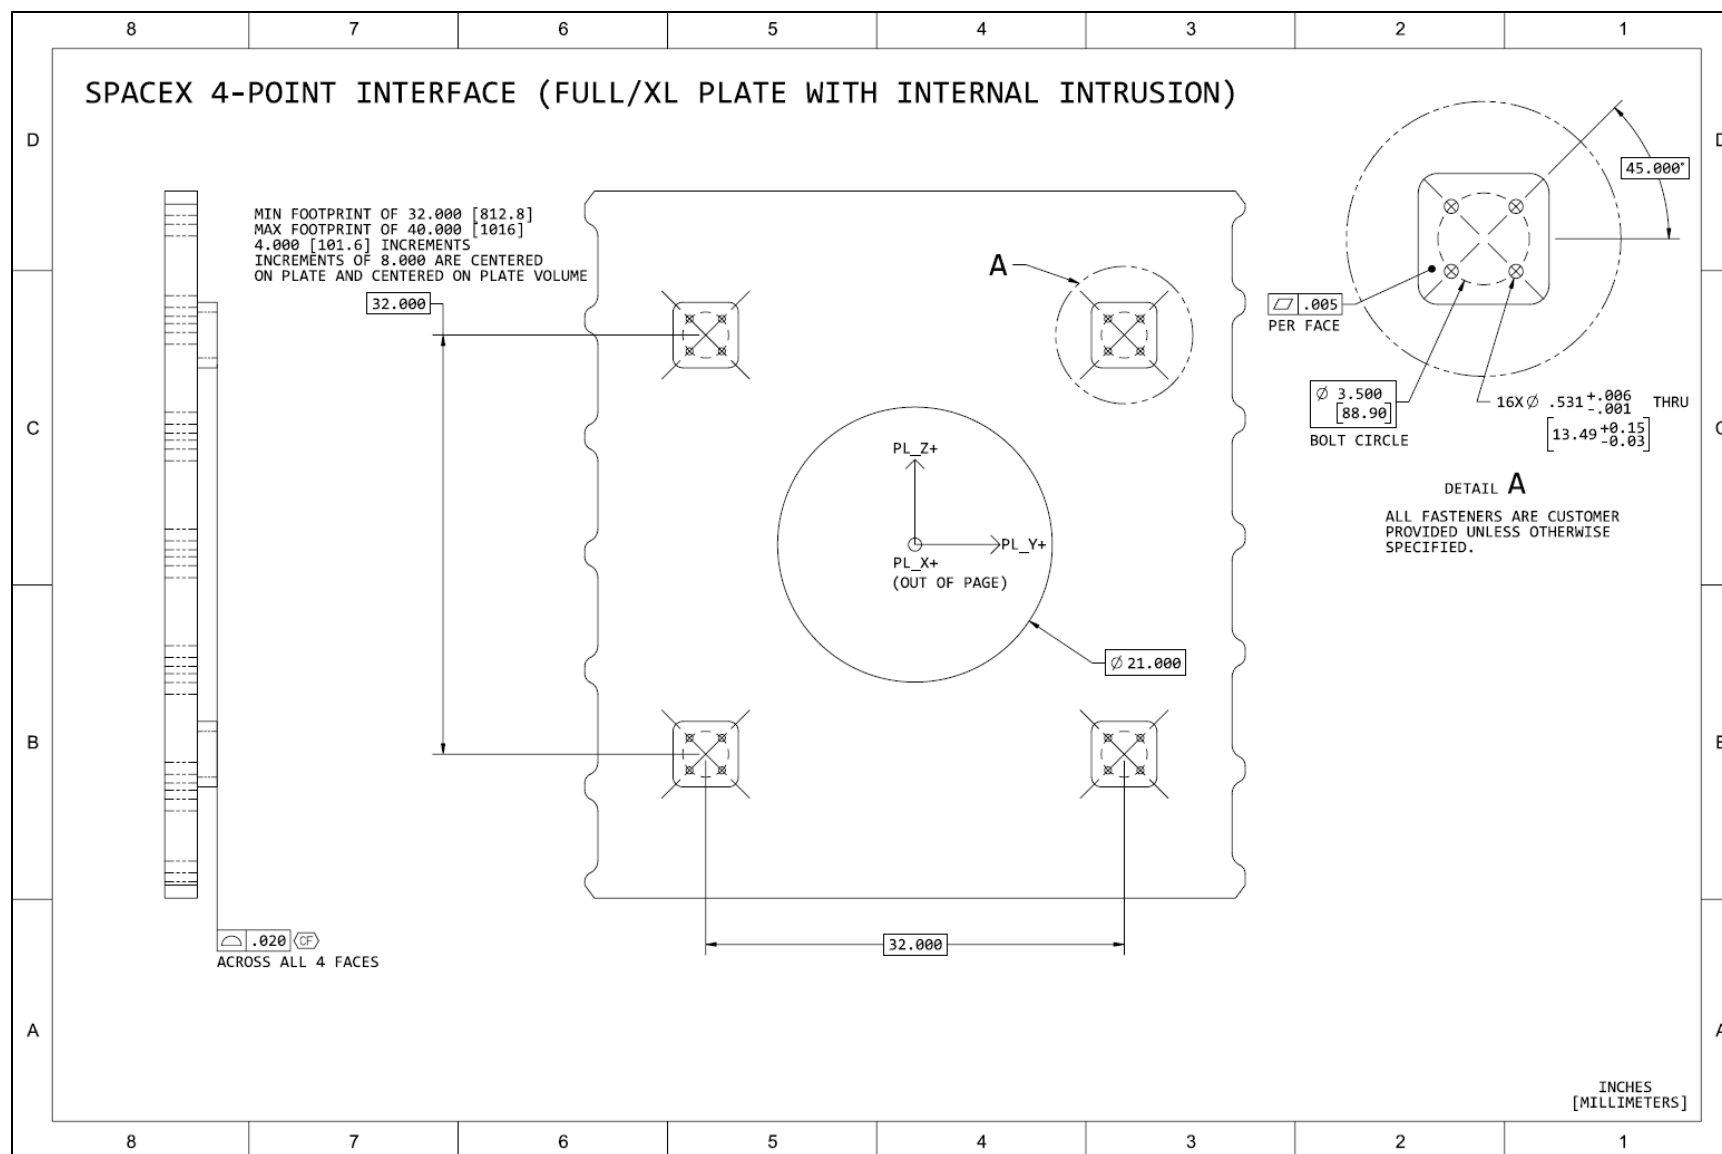 8 7 6 5 4 3 2 1
SPACEX 4-POINT INTERFACE (FULL/XL PLATE WITH INTERNAL INTRUSION)
D
D
45.000°
MIN FOOTPRINT OF 32.000 [812.8]
MAX FOOTPRINT OF 40.000 [1016]
4.000 [101.6] INCREMENTS
INCREMENTS OF 8.000 ARE CENTERED
ON PLATE AND CENTERED ON PLATE VOLUME
32.000
A
⏥ .005
PER FACE
⌀ 3.500
[88.90]
BOLT CIRCLE
16X ⌀ .531 +.006 -.001 THRU
[13.49 +0.15 -0.03]
C
C
DETAIL A
ALL FASTENERS ARE CUSTOMER
PROVIDED UNLESS OTHERWISE
SPECIFIED.
PL_Z+
PL_Y+
PL_X+
(OUT OF PAGE)
⌀ 21.000
B
B
⌓ .020 CF
ACROSS ALL 4 FACES
32.000
A
A
INCHES
[MILLIMETERS]
8 7 6 5 4 3 2 1